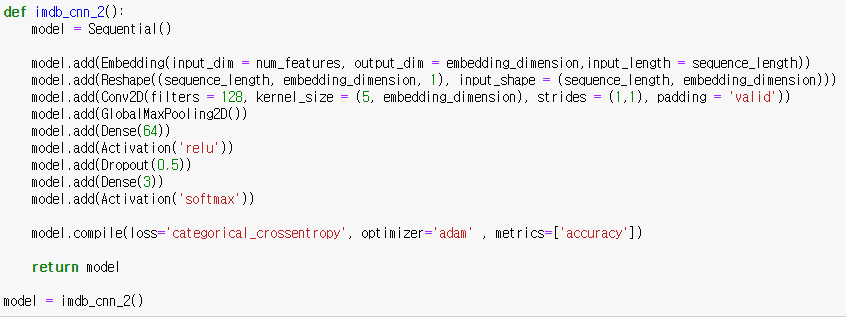 def imdb_cnn_2():
    model = Sequential()

    model.add(Embedding(input_dim = num_features, output_dim = embedding_dimension,input_length = sequence_length))
    model.add(Reshape((sequence_length, embedding_dimension, 1), input_shape = (sequence_length, embedding_dimension)))
    model.add(Conv2D(filters = 128, kernel_size = (5, embedding_dimension), strides = (1,1), padding = 'valid'))
    model.add(GlobalMaxPooling2D())
    model.add(Dense(64))
    model.add(Activation('relu'))
    model.add(Dropout(0.5))
    model.add(Dense(3))
    model.add(Activation('softmax'))

    model.compile(loss='categorical_crossentropy', optimizer='adam' , metrics=['accuracy'])

    return model

model = imdb_cnn_2()